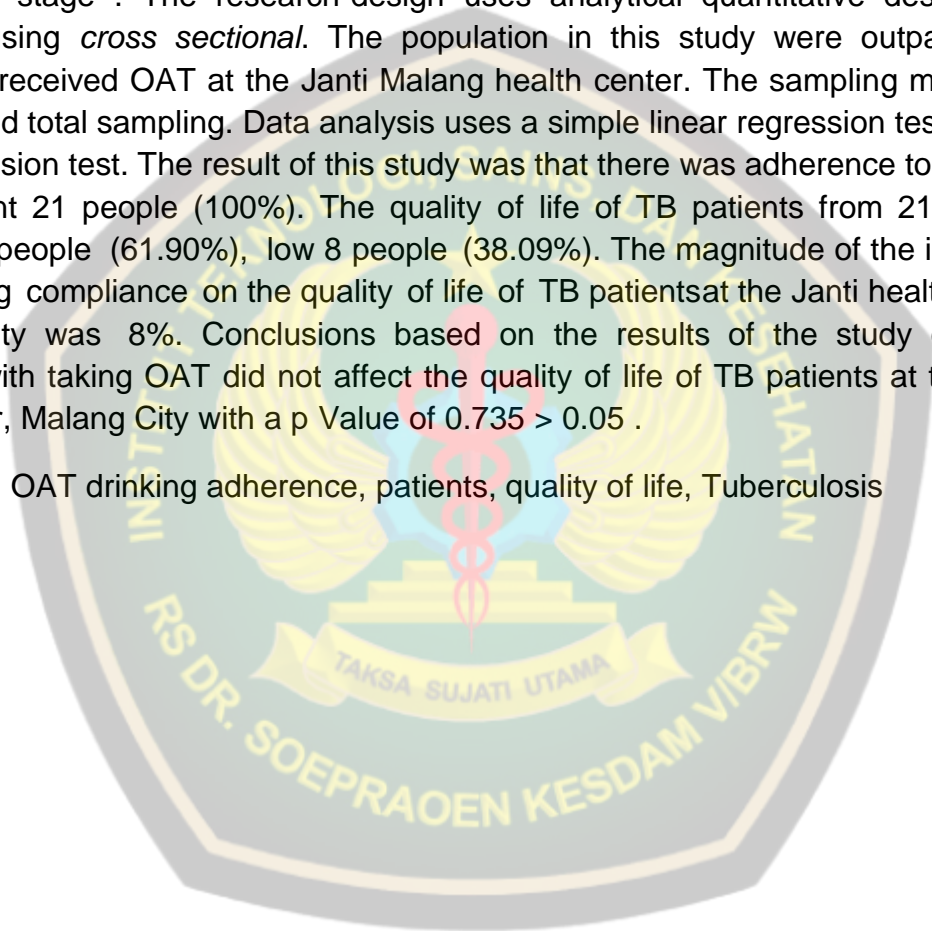 stage . The research design uses analytical quantitative des
sing cross sectional. The population in this study were outpa
received OAT at the Janti Malang health center. The sampling m
d total sampling. Data analysis uses a simple linear regression tes
sion test. The result of this study was that there was adherence to
nt 21 people (100%). The quality of life of TB patients from 21
people (61.90%), low 8 people (38.09%). The magnitude of the i
g compliance on the quality of life of TB patientsat the Janti healt
ty was 8%. Conclusions based on the results of the study
with taking OAT did not affect the quality of life of TB patients at t
r, Malang City with a p Value of 0.735 > 0.05 .
OAT drinking adherence, patients, quality of life, Tuberculosis
INSTITUT TEKNOLOGI, SAINS, DAN KESEHATAN
TAKSA SUJATI UTAMA
RS DR. SOEPRAOEN KESDAM V/BRW